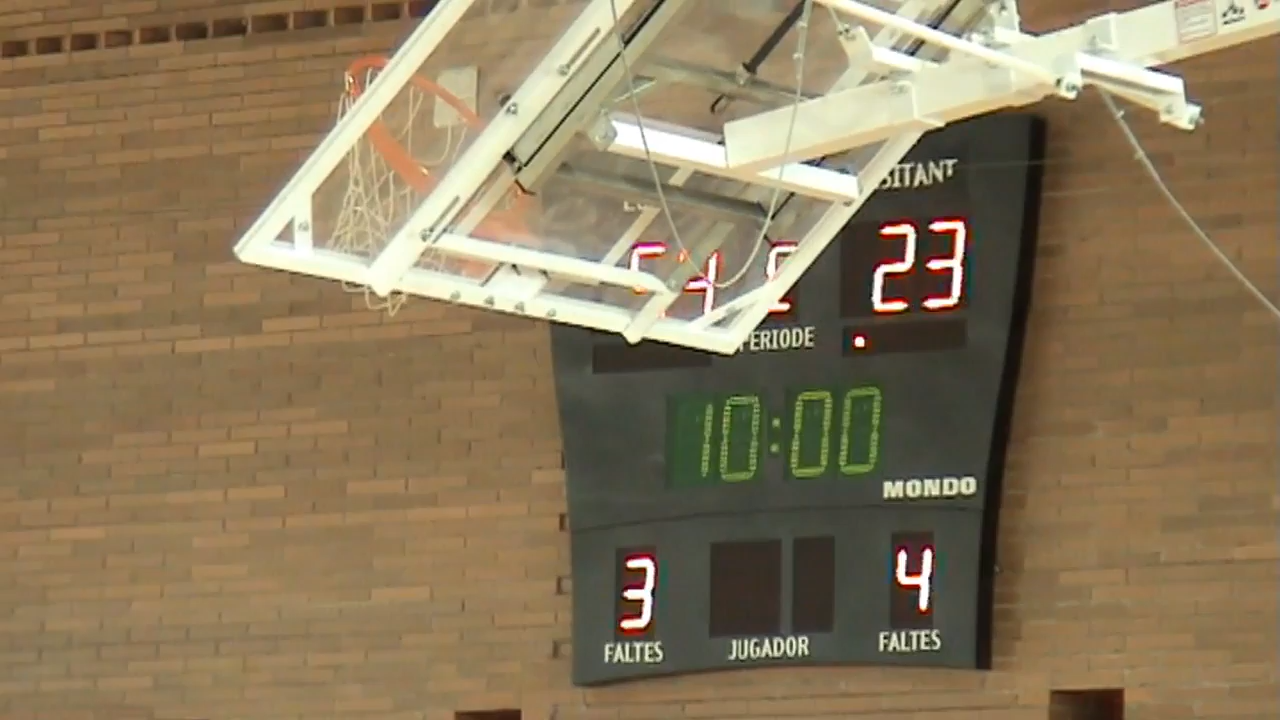 SITANT
23
PERIODE
10:00
MONDO
3 4
FALTES JUGADOR FALTES